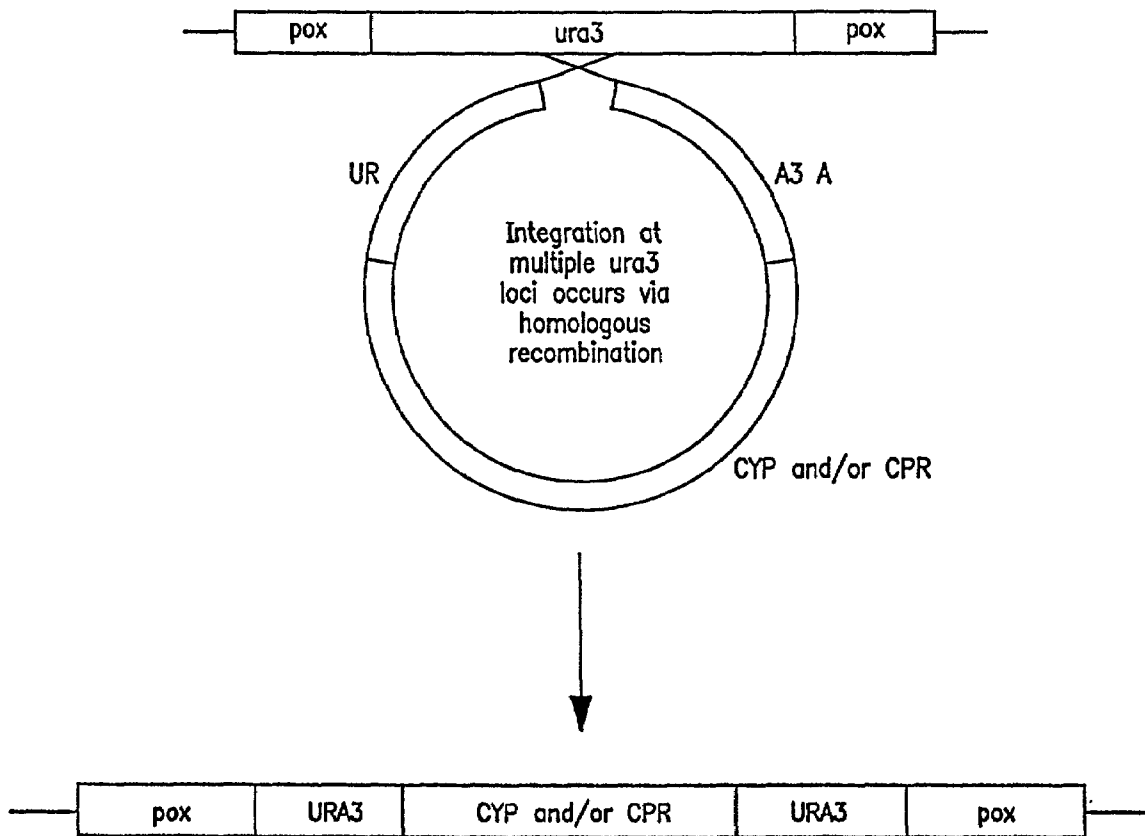 pox ura3 pox
UR
A3 A
Integration at
multiple ura3
loci occurs via
homologous
recombination
CYP and/or CPR
pox URA3 CYP and/or CPR URA3 pox